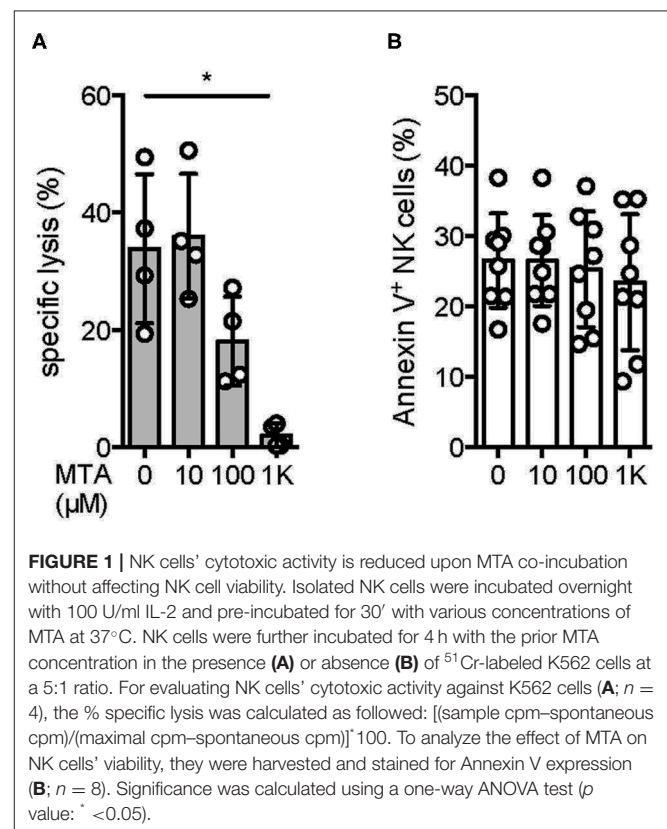 A
B
*
60
40
20
0
specific lysis (%)
MTA 0 10 100 1K
(µM)
50
40
30
20
10
0
Annexin V⁺ NK cells (%)
0 10 100 1K
FIGURE 1 | NK cells' cytotoxic activity is reduced upon MTA co-incubation
without affecting NK cell viability. Isolated NK cells were incubated overnight
with 100 U/ml IL-2 and pre-incubated for 30′ with various concentrations of
MTA at 37°C. NK cells were further incubated for 4 h with the prior MTA
concentration in the presence (A) or absence (B) of ⁵¹Cr-labeled K562 cells at
a 5:1 ratio. For evaluating NK cells' cytotoxic activity against K562 cells (A; n =
4), the % specific lysis was calculated as followed: [(sample cpm–spontaneous
cpm)/(maximal cpm–spontaneous cpm)]*100. To analyze the effect of MTA on
NK cells' viability, they were harvested and stained for Annexin V expression
(B; n = 8). Significance was calculated using a one-way ANOVA test (p
value: * <0.05).